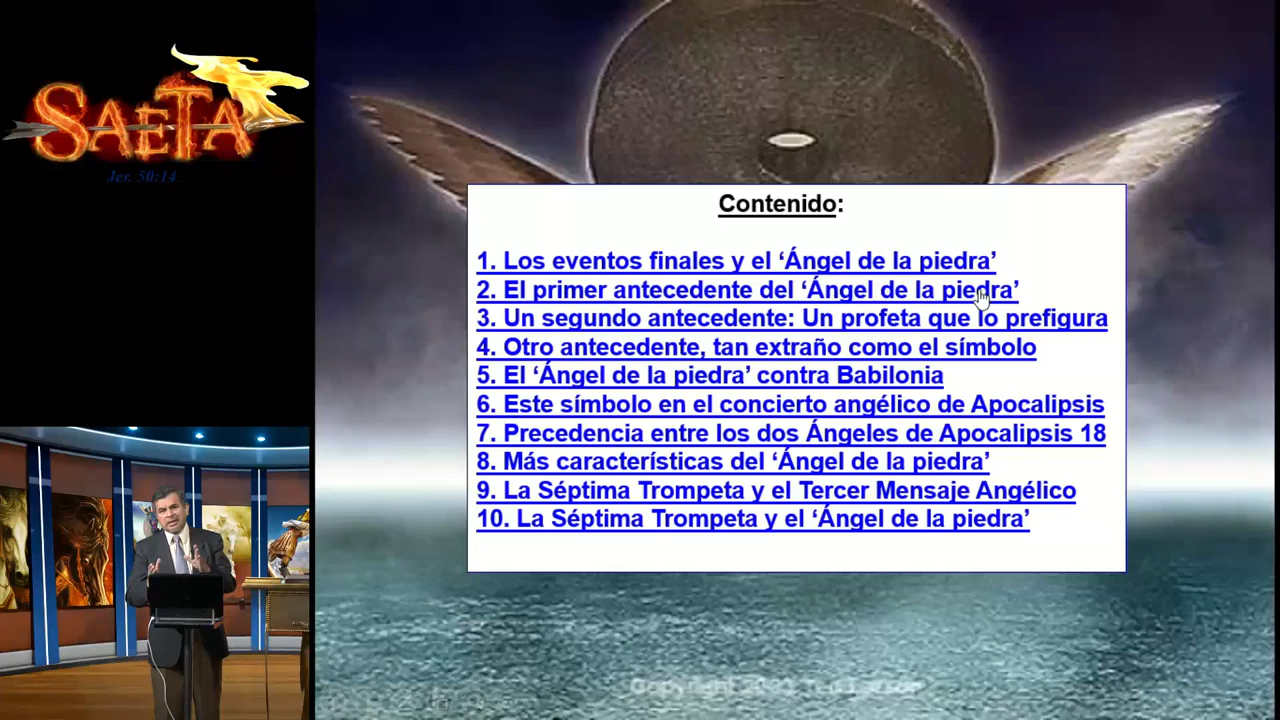 SAETA
Jer. 50:14
Contenido:
1. Los eventos finales y el ‘Ángel de la piedra’
2. El primer antecedente del ‘Ángel de la piedra’
3. Un segundo antecedente: Un profeta que lo prefigura
4. Otro antecedente, tan extraño como el símbolo
5. El ‘Ángel de la piedra’ contra Babilonia
6. Este símbolo en el concierto angélico de Apocalipsis
7. Precedencia entre los dos Ángeles de Apocalipsis 18
8. Más características del ‘Ángel de la piedra’
9. La Séptima Trompeta y el Tercer Mensaje Angélico
10. La Séptima Trompeta y el ‘Ángel de la piedra’
Copyright